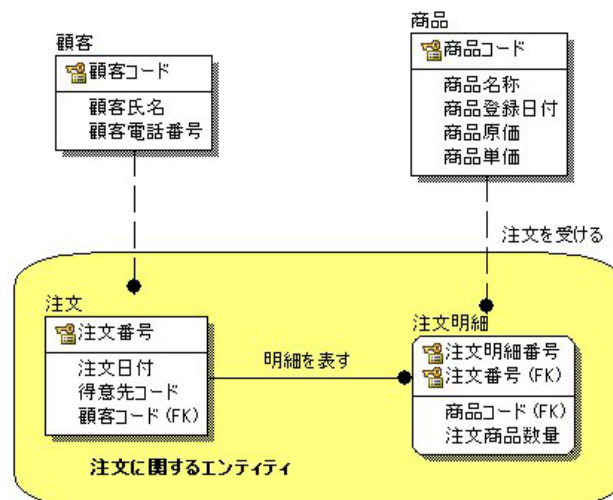 顧客
顧客コード
顧客氏名
顧客電話番号
商品
商品コード
商品名称
商品登録日付
商品原価
商品単価
注文を受ける
注文
注文番号
注文日付
得意先コード
顧客コード(FK)
明細を表す
注文明細
注文明細番号
注文番号(FK)
商品コード(FK)
注文商品数量
注文に関するエンティティ